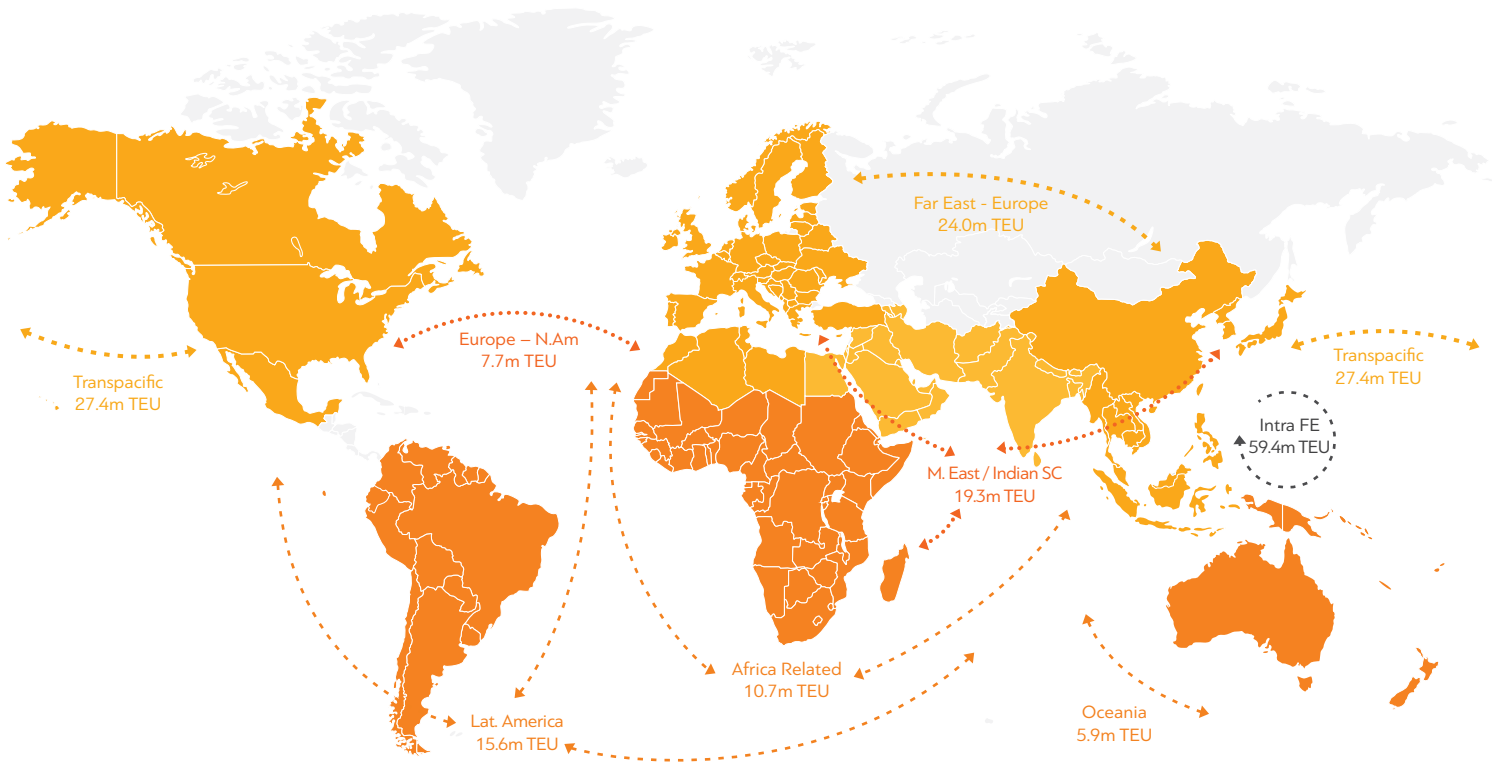 Far East - Europe
24.0m TEU
Europe – N.Am
7.7m TEU
Transpacific
27.4m TEU
Transpacific
27.4m TEU
Intra FE
59.4m TEU
M. East / Indian SC
19.3m TEU
Africa Related
10.7m TEU
Lat. America
15.6m TEU
Oceania
5.9m TEU